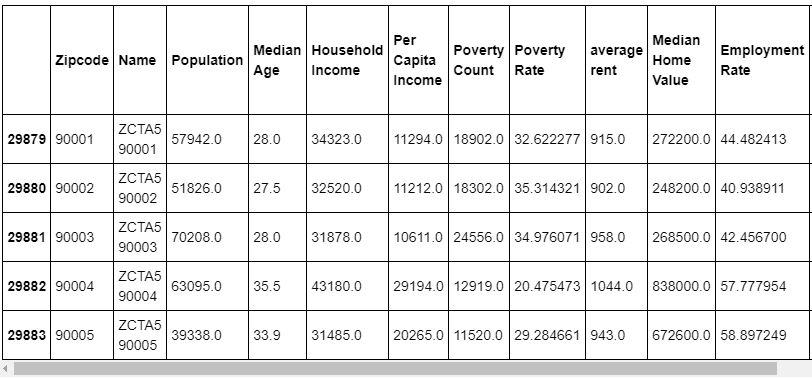 Zipcode Name Population Median Age Household Income Per Capita Income Poverty Count Poverty Rate average rent Median Home Value Employment Rate
29879 90001 ZCTA5 90001 57942.0 28.0 34323.0 11294.0 18902.0 32.622277 915.0 272200.0 44.482413
29880 90002 ZCTA5 90002 51826.0 27.5 32520.0 11212.0 18302.0 35.314321 902.0 248200.0 40.938911
29881 90003 ZCTA5 90003 70208.0 28.0 31878.0 10611.0 24556.0 34.976071 958.0 268500.0 42.456700
29882 90004 ZCTA5 90004 63095.0 35.5 43180.0 29194.0 12919.0 20.475473 1044.0 838000.0 57.777954
29883 90005 ZCTA5 90005 39338.0 33.9 31485.0 20265.0 11520.0 29.284661 943.0 672600.0 58.897249